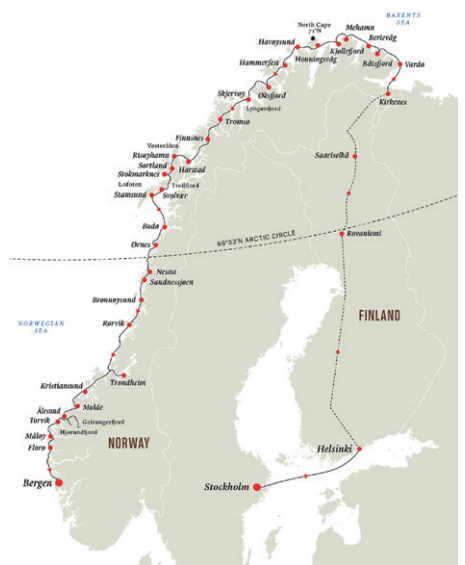 North Cape
71°N
BARENTS
SEA
Mehamn
Kjøllefjord
Berlevåg
Havøysund
Honningsvåg
Båtsfjord
Vardø
Hammerfest
Kirkenes
Skjervøy
Øksfjord
Lyngenfjord
Tromsø
Finnsnes
Vesterålen
Risøyhamn
Harstad
Sortland
Stokmarknes
Trollfjord
Lofoten
Stamsund
Svolvær
Saariselkä
Bodø
Ørnes
66°33'N ARCTIC CIRCLE
Rovaniemi
Nesna
Sandnessjøen
Brønnøysund
NORWEGIAN
SEA
Rørvik
FINLAND
Trondheim
Kristiansund
Molde
Ålesund
Geirangerfjord
Torvik
Hjørundfjord
Måløy
NORWAY
Florø
Helsinki
Bergen
Stockholm